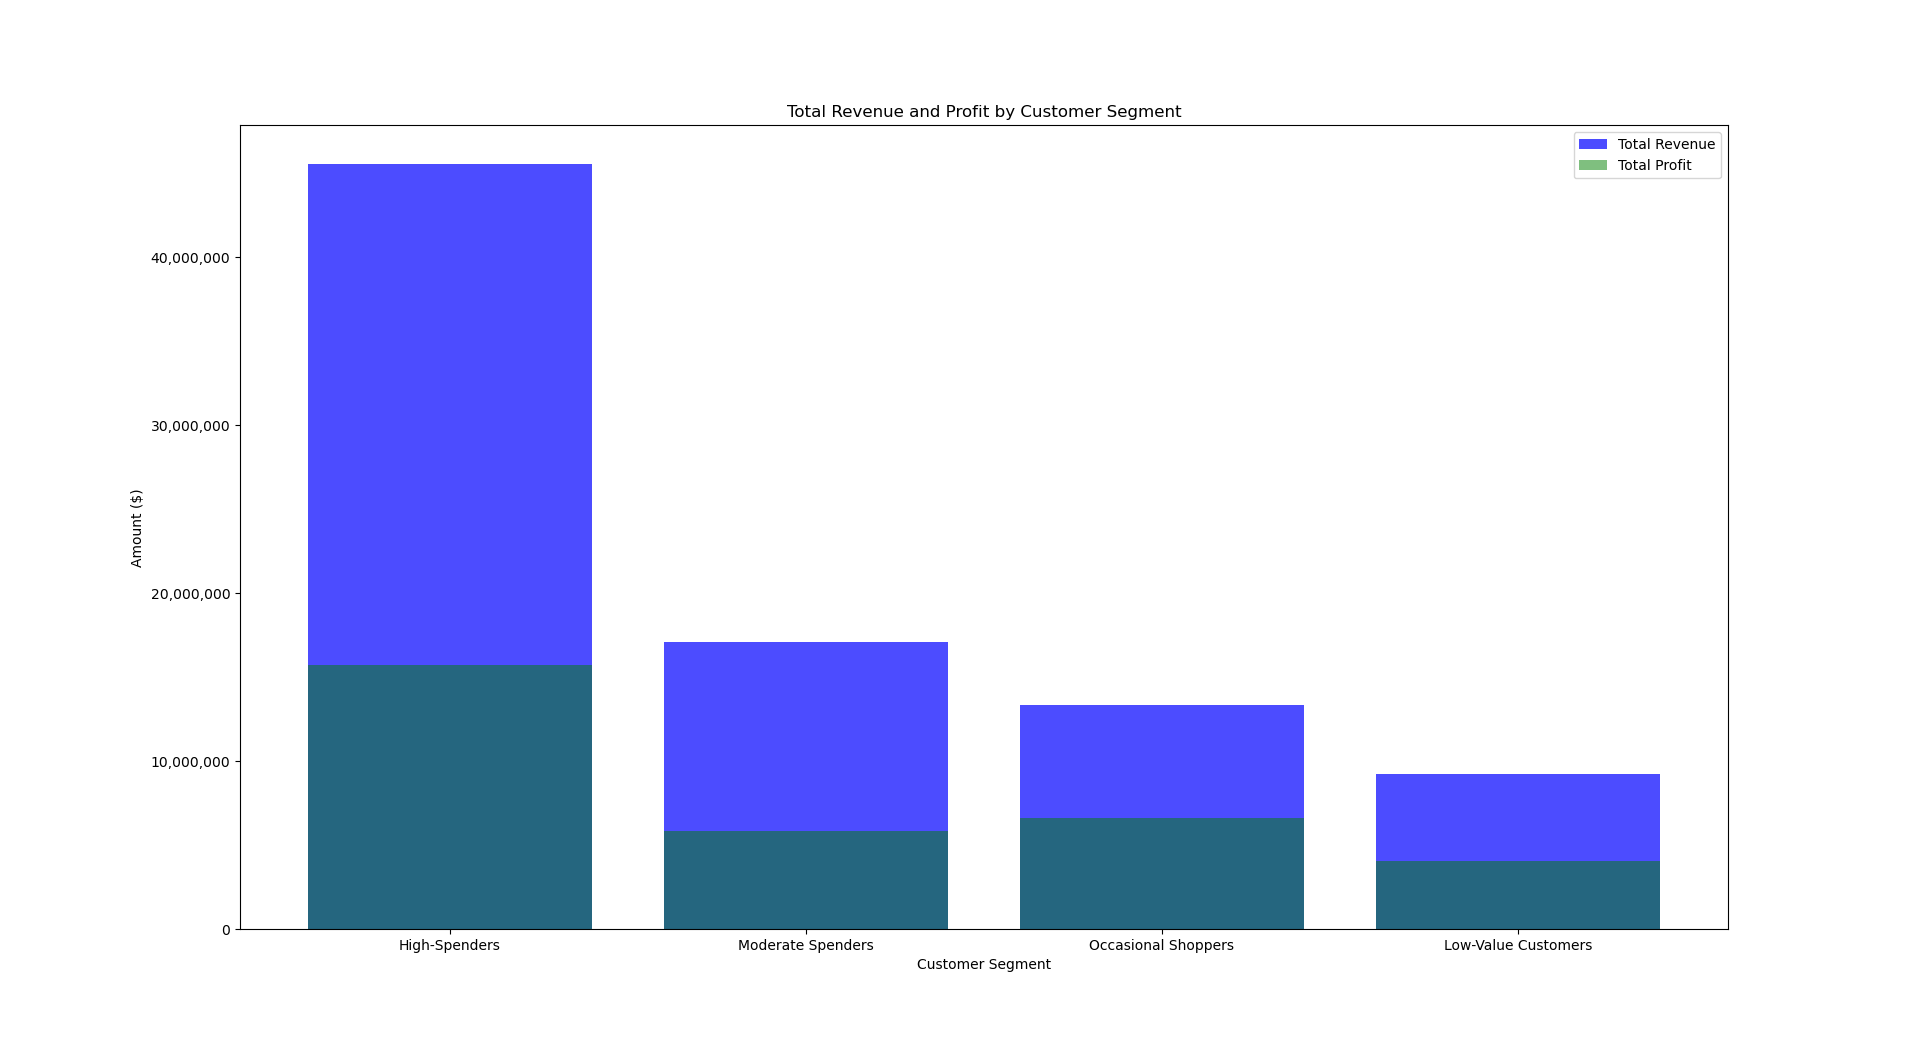 Total Revenue and Profit by Customer Segment
Total Revenue
Total Profit
40,000,000
30,000,000
20,000,000
10,000,000
0
Amount ($)
High-Spenders
Moderate Spenders
Occasional Shoppers
Low-Value Customers
Customer Segment